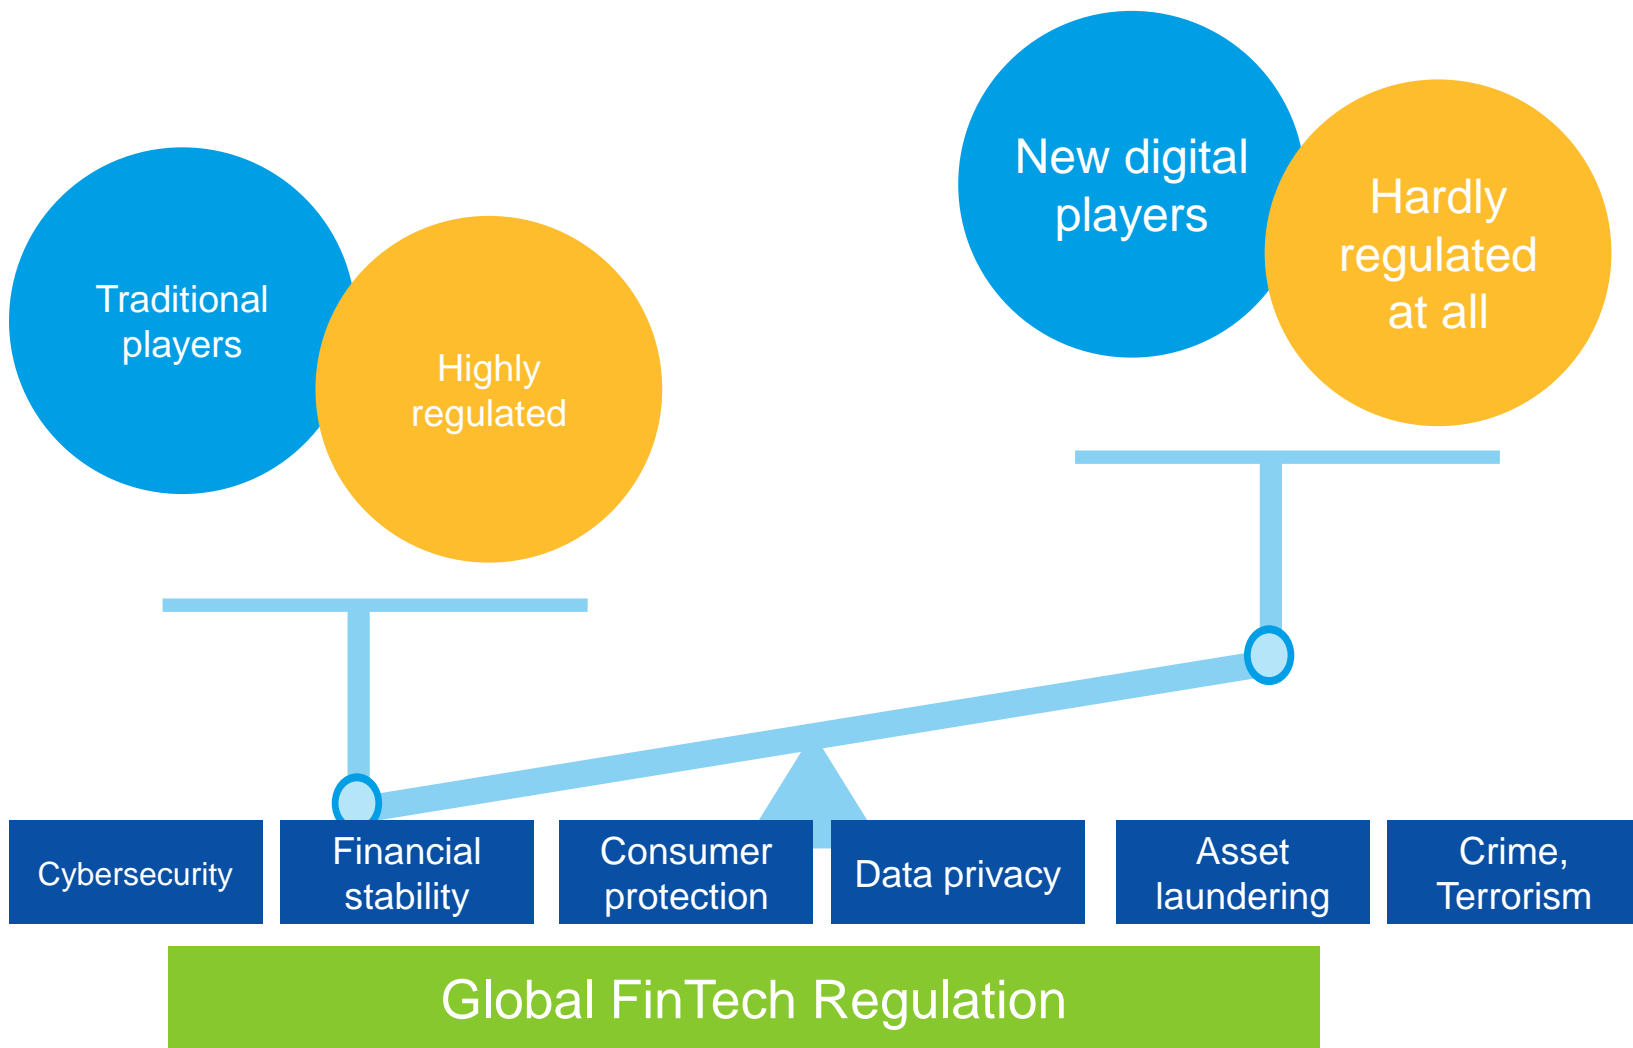 Traditional
players
Highly
regulated
New digital
players
Hardly
regulated
at all
Cybersecurity
Financial
stability
Consumer
protection
Data privacy
Asset
laundering
Crime,
Terrorism
Global FinTech Regulation